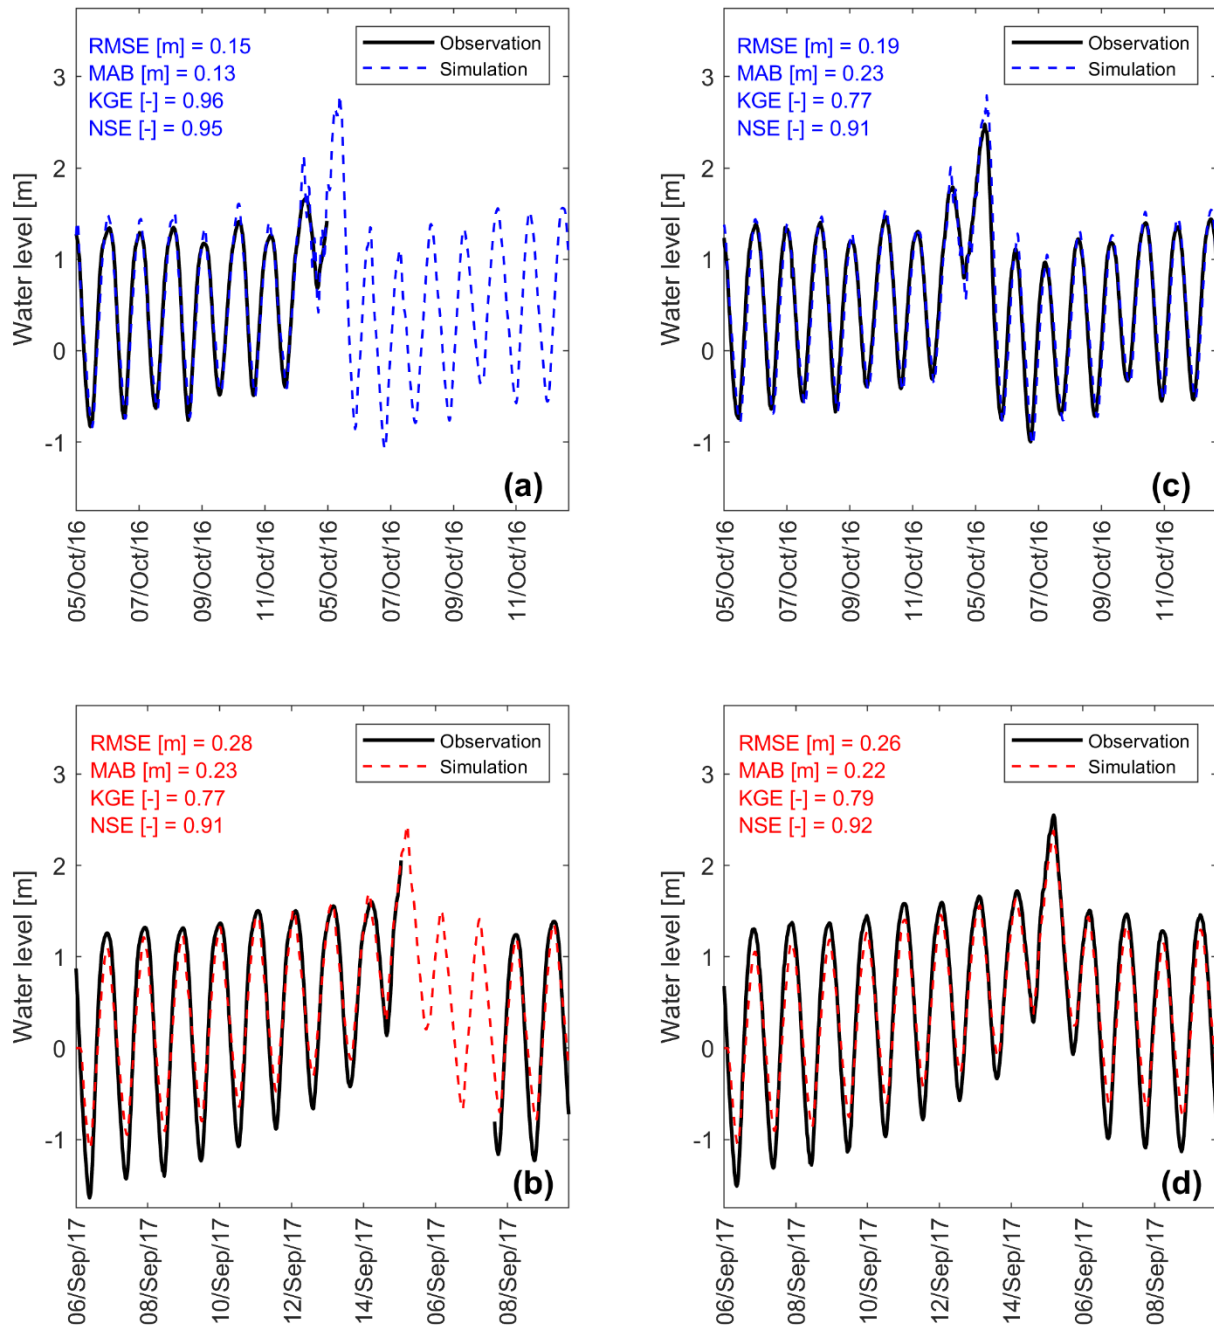 RMSE [m] = 0.15
MAB [m] = 0.13
KGE [-] = 0.96
NSE [-] = 0.95
Observation
Simulation
Water level [m]
3
2
1
0
-1
(a)
05/Oct/16
07/Oct/16
09/Oct/16
11/Oct/16
05/Oct/16
07/Oct/16
09/Oct/16
11/Oct/16
RMSE [m] = 0.19
MAB [m] = 0.23
KGE [-] = 0.77
NSE [-] = 0.91
Observation
Simulation
Water level [m]
3
2
1
0
-1
(c)
05/Oct/16
07/Oct/16
09/Oct/16
11/Oct/16
05/Oct/16
07/Oct/16
09/Oct/16
11/Oct/16
RMSE [m] = 0.28
MAB [m] = 0.23
KGE [-] = 0.77
NSE [-] = 0.91
Observation
Simulation
Water level [m]
3
2
1
0
-1
(b)
06/Sep/17
08/Sep/17
10/Sep/17
12/Sep/17
14/Sep/17
06/Sep/17
08/Sep/17
RMSE [m] = 0.26
MAB [m] = 0.22
KGE [-] = 0.79
NSE [-] = 0.92
Observation
Simulation
Water level [m]
3
2
1
0
-1
(d)
06/Sep/17
08/Sep/17
10/Sep/17
12/Sep/17
14/Sep/17
06/Sep/17
08/Sep/17